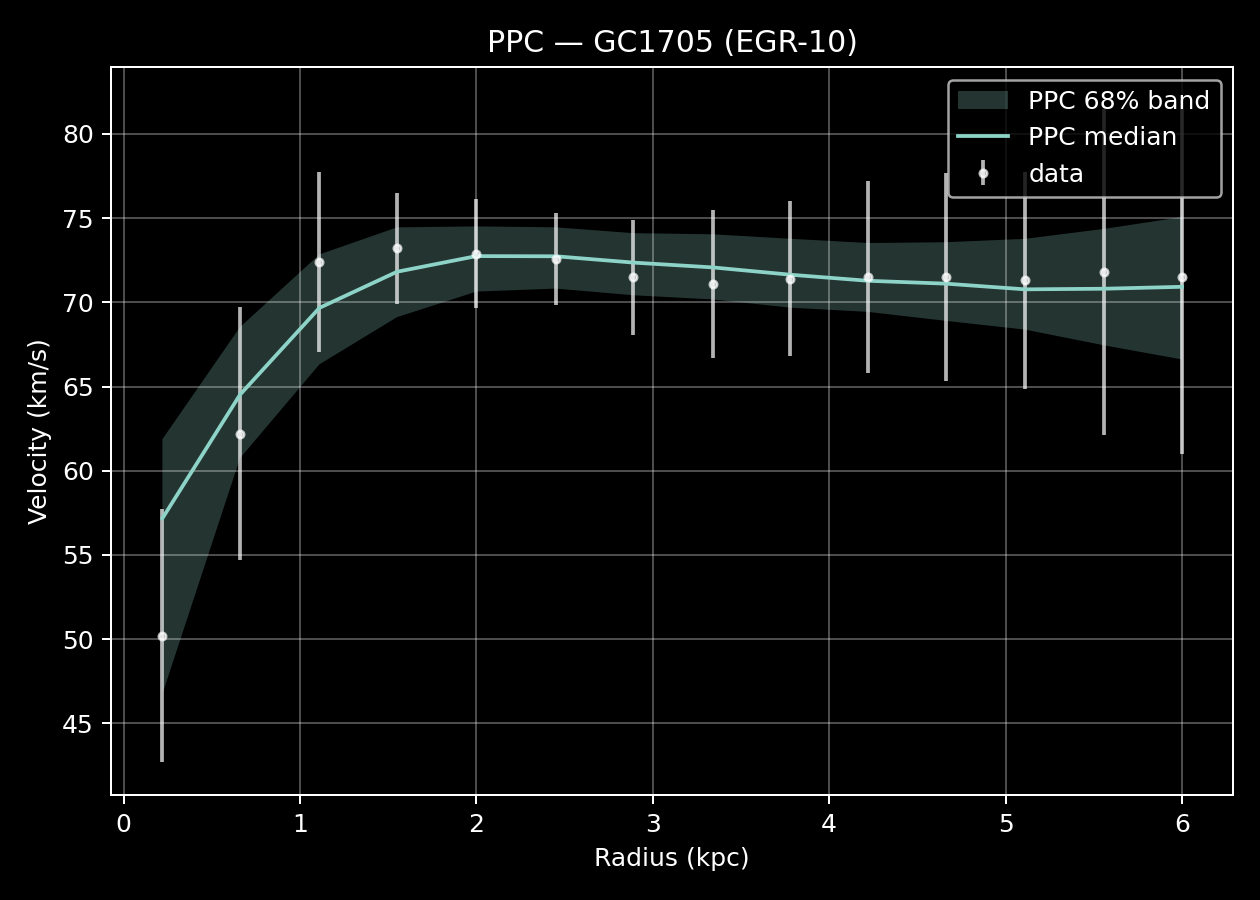 PPC — GC1705 (EGR-10)
PPC 68% band
PPC median
data
80
75
70
65
60
55
50
45
Velocity (km/s)
0 1 2 3 4 5 6
Radius (kpc)